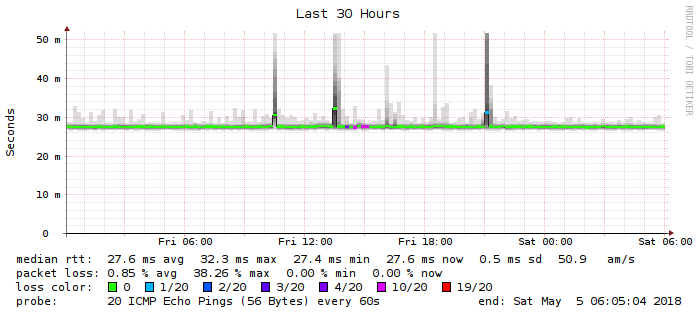 Last 30 Hours
RRDTOOL / TOBI OETIKER
Seconds
50 m
40 m
30 m
20 m
10 m
0
Fri 06:00 Fri 12:00 Fri 18:00 Sat 00:00 Sat 06:00
median rtt: 27.6 ms avg 32.3 ms max 27.4 ms min 27.6 ms now 0.5 ms sd 50.9 am/s
packet loss: 0.85 % avg 38.26 % max 0.00 % min 0.00 % now
loss color: 0 1/20 2/20 3/20 4/20 10/20 19/20
probe: 20 ICMP Echo Pings (56 Bytes) every 60s end: Sat May 5 06:05:04 2018